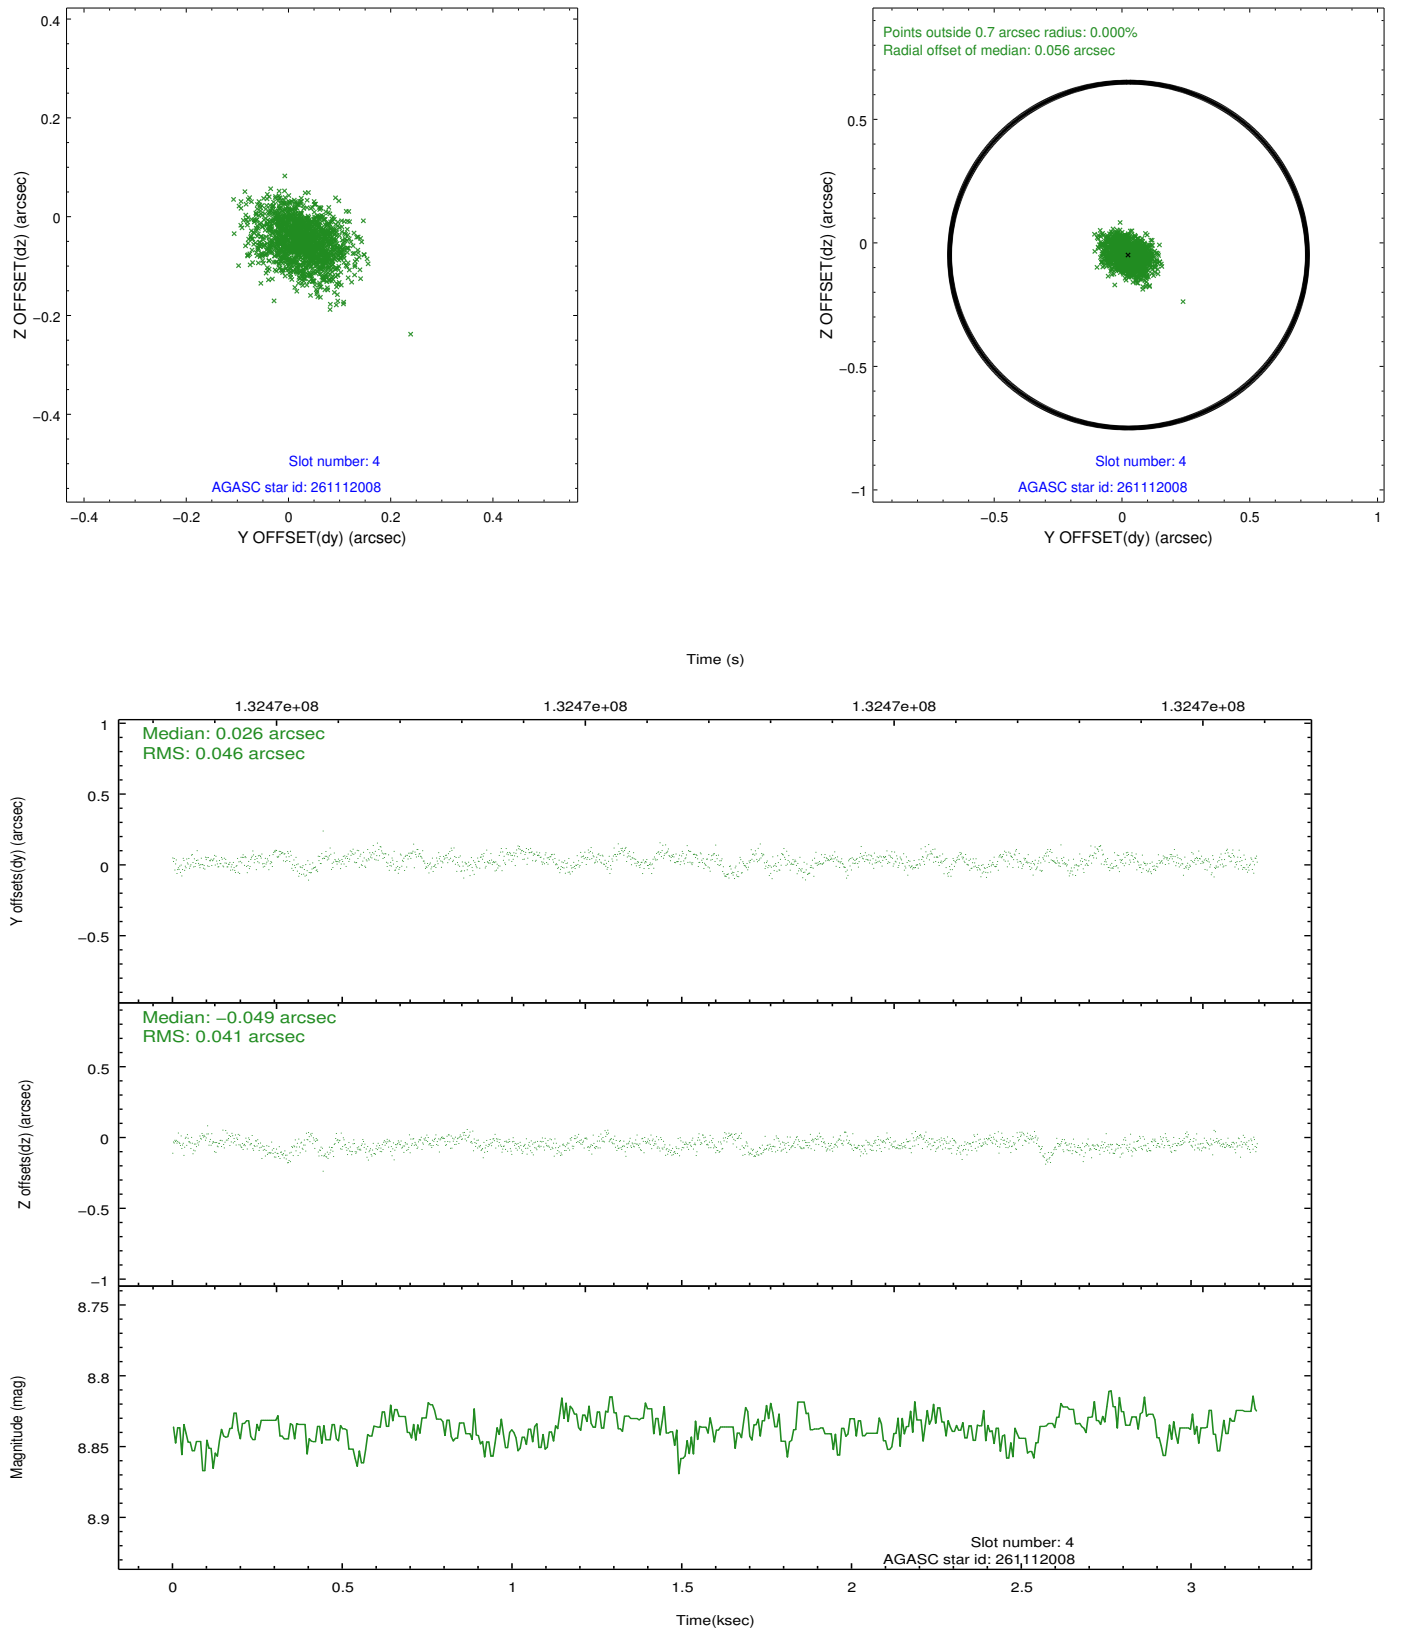 0.4
0.2
0
−0.2
−0.4
Z OFFSET(dz) (arcsec)
Slot number: 4
AGASC star id: 261112008
−0.4 −0.2 0 0.2 0.4
Y OFFSET(dy) (arcsec)
Points outside 0.7 arcsec radius: 0.000%
Radial offset of median: 0.056 arcsec
0.5
0
−0.5
−1
Z OFFSET(dz) (arcsec)
Slot number: 4
AGASC star id: 261112008
−0.5 0 0.5 1
Y OFFSET(dy) (arcsec)
Time (s)
1.3247e+08 1.3247e+08 1.3247e+08 1.3247e+08
Median: 0.026 arcsec
RMS: 0.046 arcsec
1
0.5
0
−0.5
Y offsets(dy) (arcsec)
Median: −0.049 arcsec
RMS: 0.041 arcsec
0.5
0
−0.5
−1
Z offsets(dz) (arcsec)
8.75
8.8
8.85
8.9
Magnitude (mag)
Slot number: 4
AGASC star id: 261112008
0 0.5 1 1.5 2 2.5 3
Time(ksec)